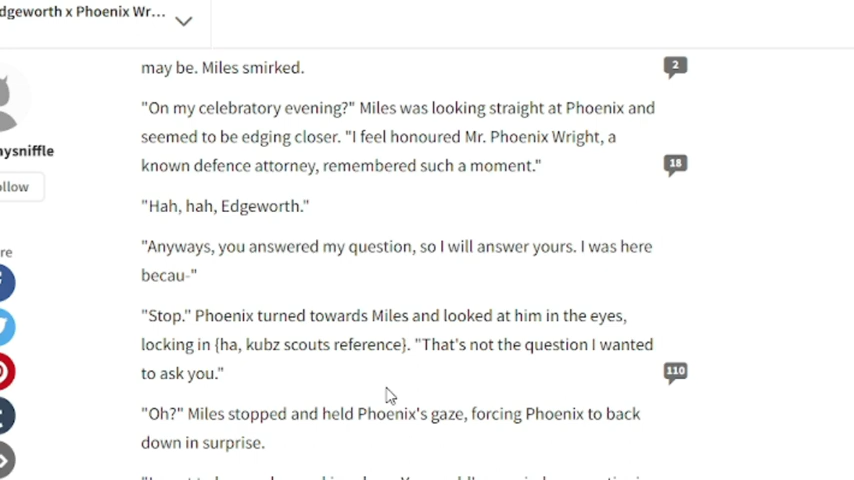 dgeworth x Phoenix Wr...
may be. Miles smirked.
2
"On my celebratory evening?" Miles was looking straight at Phoenix and
seemed to be edging closer. "I feel honoured Mr. Phoenix Wright, a
known defence attorney, remembered such a moment."
18
aysniffle
ollow
"Hah, hah, Edgeworth."
"Anyways, you answered my question, so I will answer yours. I was here
becau-"
re
"Stop." Phoenix turned towards Miles and looked at him in the eyes,
locking in {ha, kubz scouts reference}. "That's not the question I wanted
to ask you."
110
"Oh?" Miles stopped and held Phoenix's gaze, forcing Phoenix to back
down in surprise.